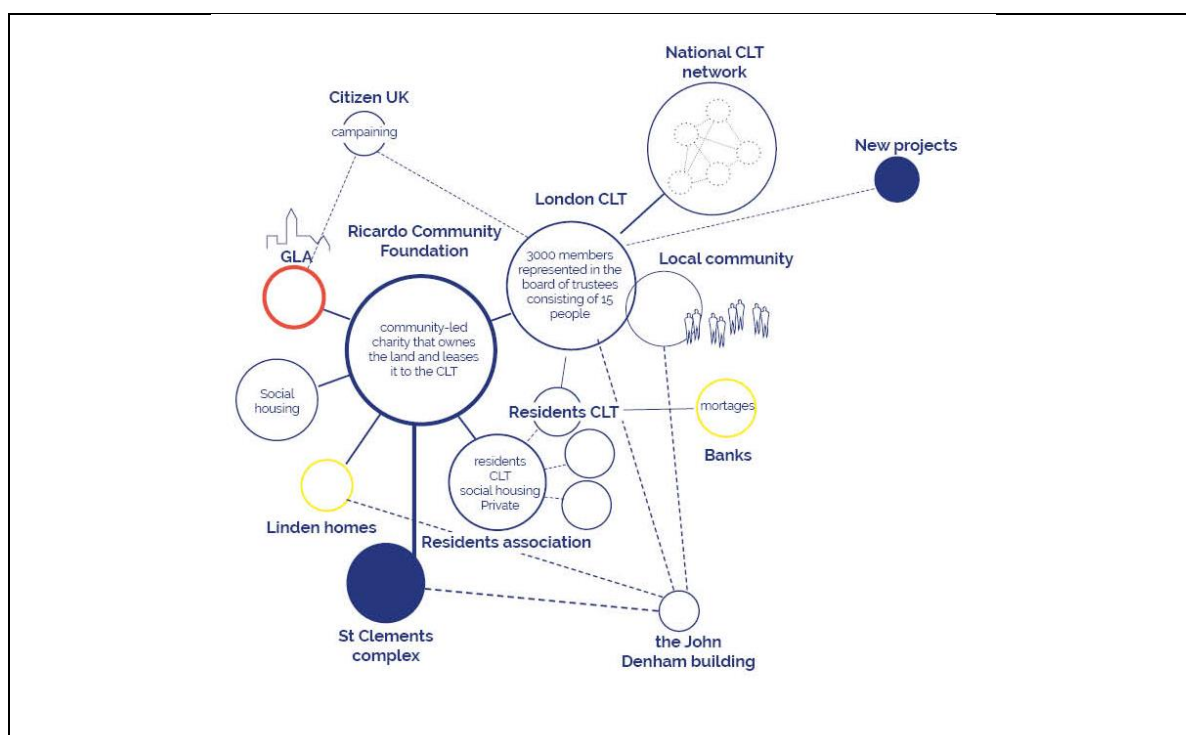 National CLT
network
Citizen UK
campaining
New projects
London CLT
Ricardo Community
Foundation
GLA
3000 members
represented in the
board of trustees
consisting of 15
people
Local community
community-led
charity that owns
the land and leases
it to the CLT
Social
housing
Residents CLT
mortages
Banks
residents
CLT
social housing
Private
Linden homes
Residents association
St Clements
complex
the John
Denham building